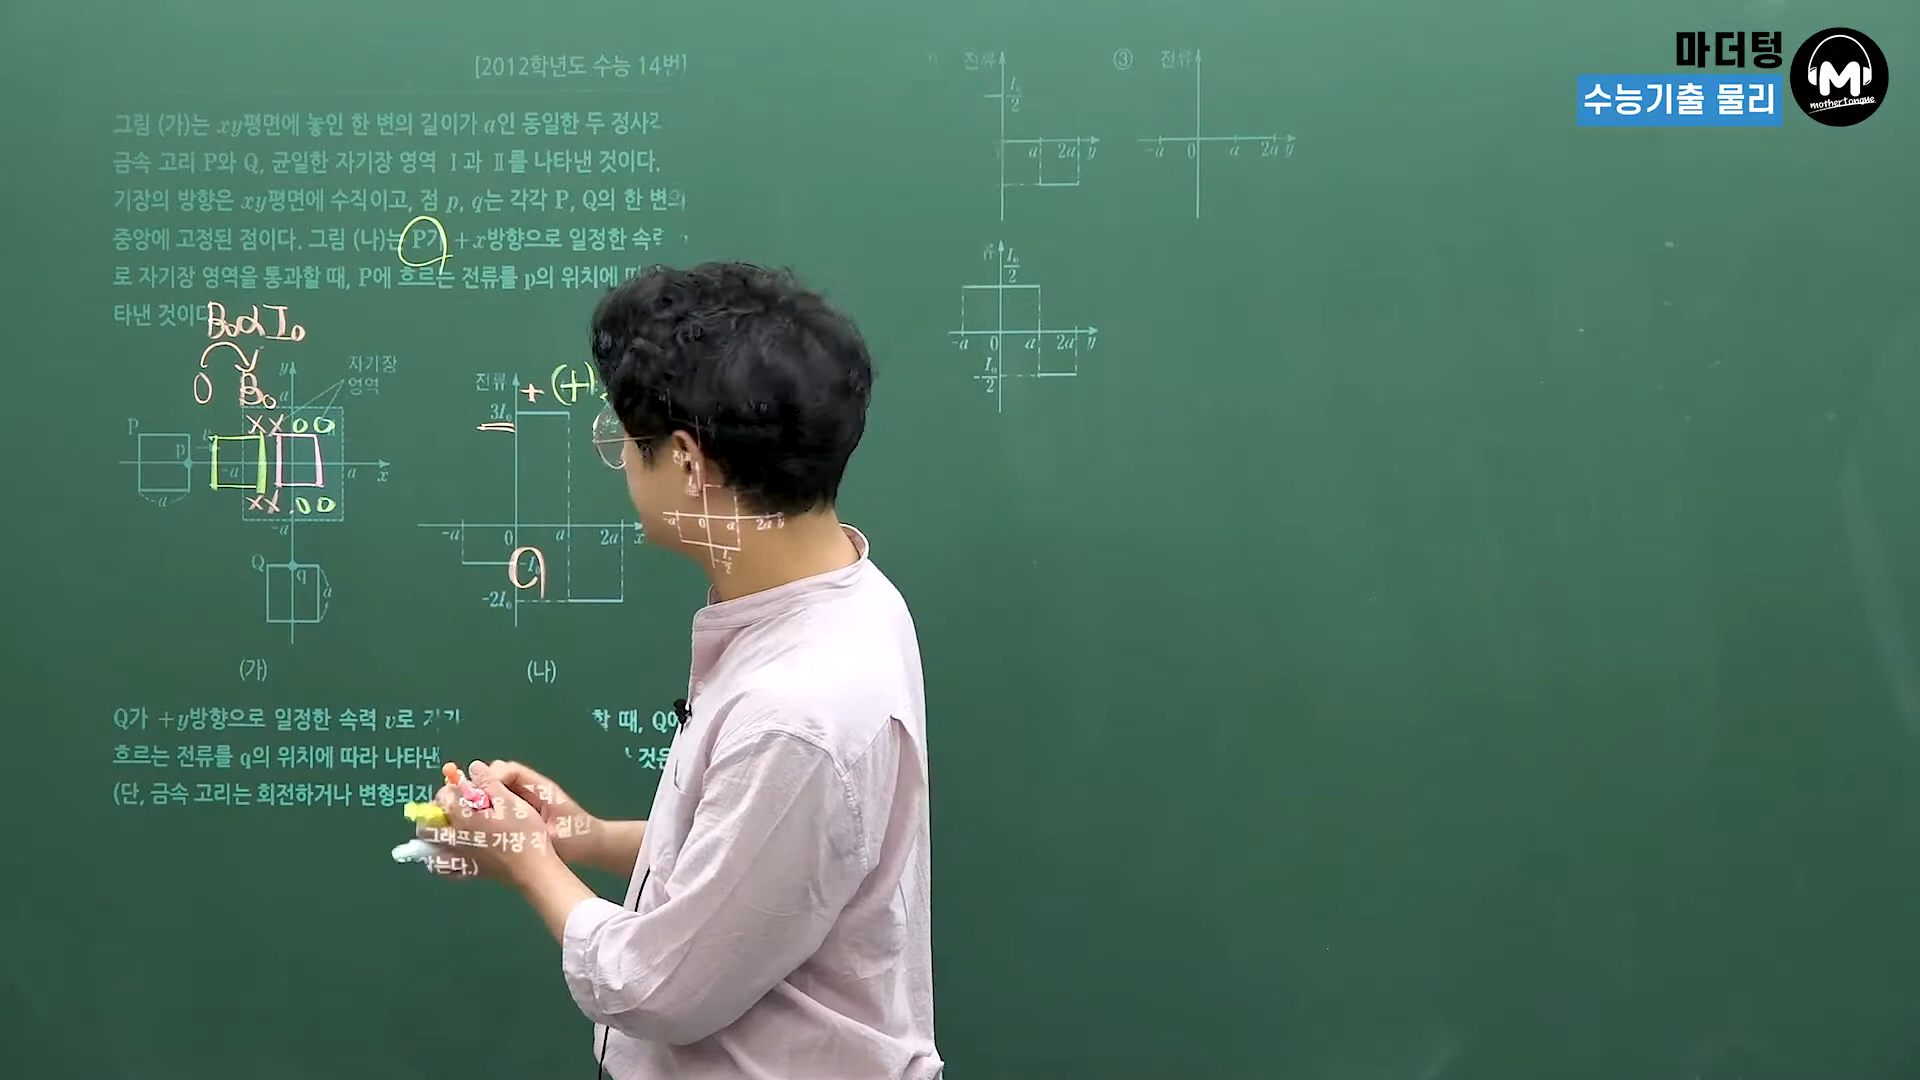 마더텅
수능기출 물리
M
mothertongue
[2012학년도 수능 14번]
그림 (가)는 xy평면에 놓인 한 변의 길이가 a인 동일한 두 정사각
금속 고리 P와 Q, 균일한 자기장 영역 Ⅰ과 Ⅱ를 나타낸 것이다.
기장의 방향은 xy평면에 수직이고, 점 p, q는 각각 P, Q의 한 변의
중앙에 고정된 점이다. 그림 (나)는 P가 +x방향으로 일정한 속력
로 자기장 영역을 통과할 때, P에 흐르는 전류를 p의 위치에
타낸 것이다
B₀ α I₀
0 B₀
자기장
영역
y
a
P
p
v
-a
a
x
××
00
××
00
a
-a
Q
q
a
(가)
전류
+ (+)
3I₀
-a 0 a 2a x
-I₀
-2I₀
(나)
Q가 +y방향으로 일정한 속력 v로 할 때, Q에
흐르는 전류를 q의 위치에 따라 나타낸 그래프로 가장 적절한 것은
(단, 금속 고리는 회전하거나 변형되지 않는다.)
전류
I₀/2
a 2a y
③ 전류
-a 0 a 2a y
류
I₀/2
-a 0 a 2a y
-I₀/2
-a 0 a 2a y